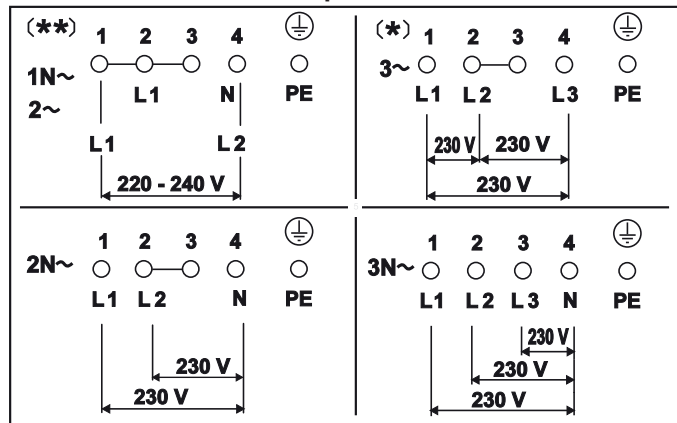 (**) 1 2 3 4
1N~
2~
L1 N PE
L1 L2
220 - 240 V
(*) 1 2 3 4
3~
L1 L2 L3 PE
230 V 230 V
230 V
1 2 3 4
2N~
L1 L2 N PE
230 V
230 V
1 2 3 4
3N~
L1 L2 L3 N PE
230 V
230 V
230 V